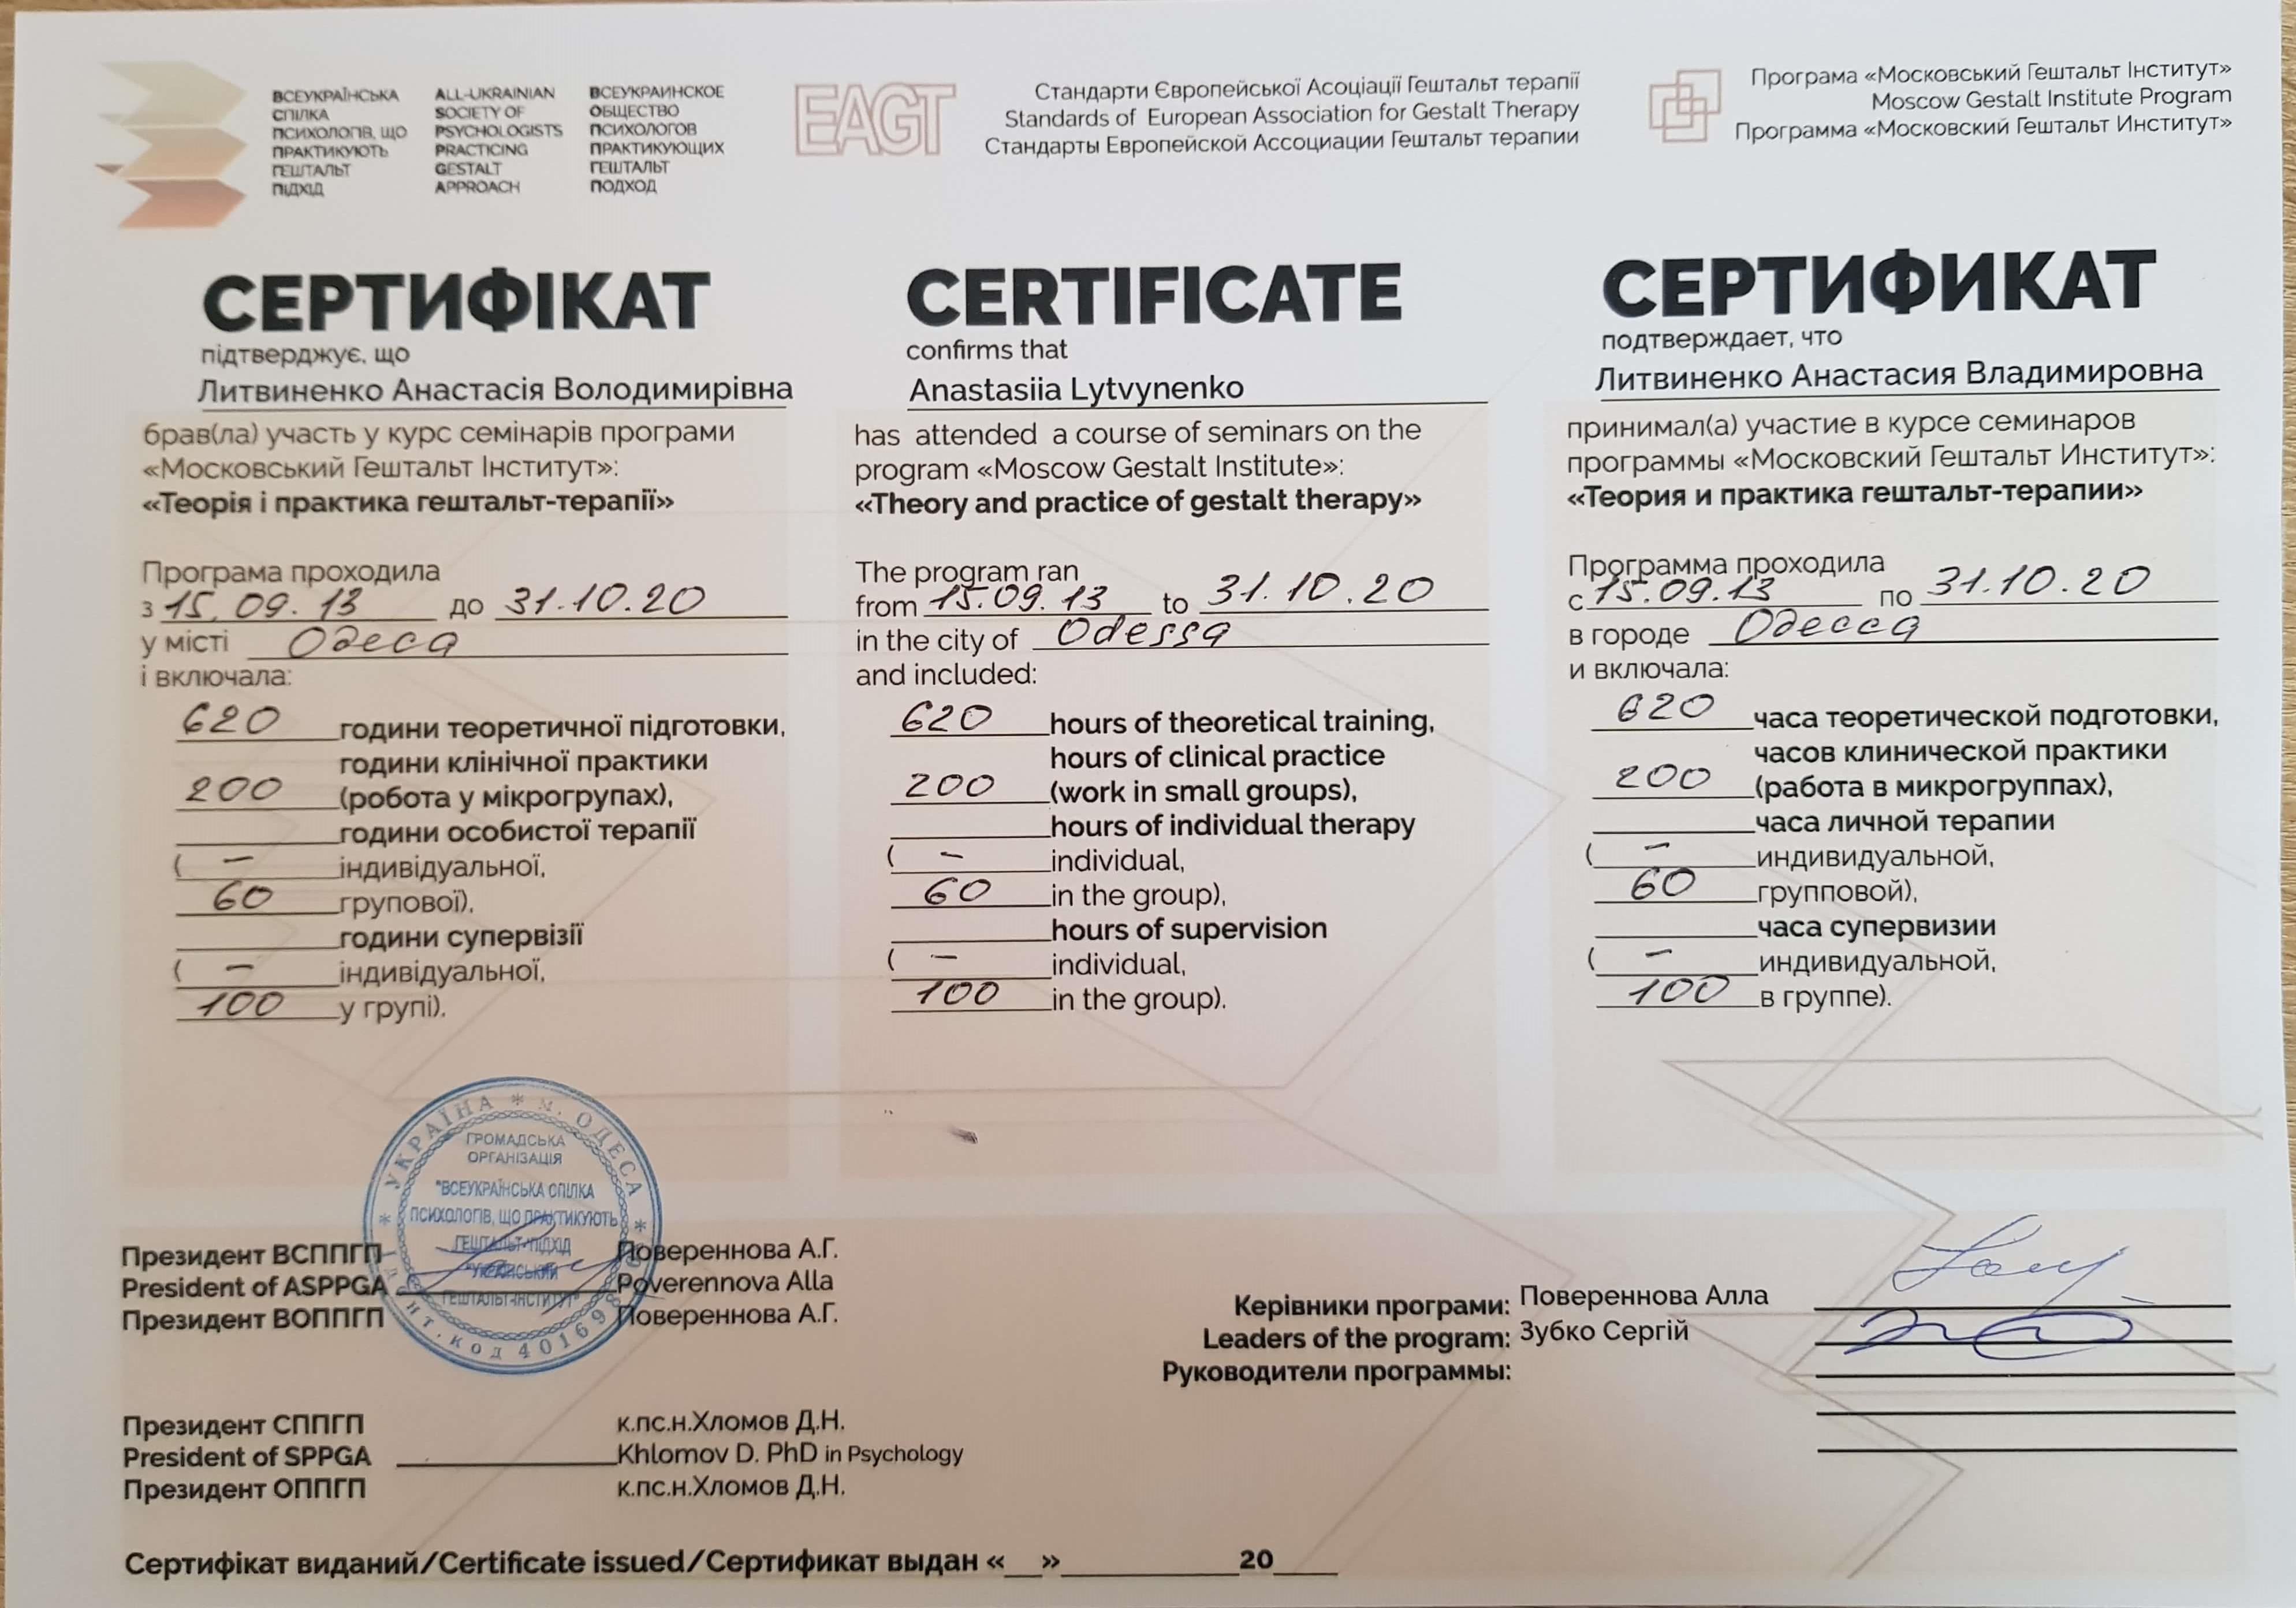 ВСЕУКРАЇНСЬКА
СПІЛКА
ПСИХОЛОГІВ, ЩО
ПРАКТИКУЮТЬ
ГЕШТАЛЬТ
ПІДХІД
ALL-UKRAINIAN
SOCIETY OF
PSYCHOLOGISTS
PRACTICING
GESTALT
APPROACH
ВСЕУКРАИНСКОЕ
ОБЩЕСТВО
ПСИХОЛОГОВ
ПРАКТИКУЮЩИХ
ГЕШТАЛЬТ
ПОДХОД
EAGT
Стандарти Європейської Асоціації Гештальт терапії
Standards of European Association for Gestalt Therapy
Стандарты Европейской Ассоциации Гештальт терапии
Програма «Московський Гештальт Інститут»
Moscow Gestalt Institute Program
Программа «Московский Гештальт Институт»
СЕРТИФІКАТ
підтверджує, що
Литвиненко Анастасія Володимирівна
брав(ла) участь у курс семінарів програми
«Московський Гештальт Інститут»:
«Теорія і практика гештальт-терапії»
Програма проходила
з 15.09.13 до 31.10.20
у місті Одеса
і включала:
620 години теоретичної підготовки,
години клінічної практики
200 (робота у мікрогрупах),
години особистої терапії
( – індивідуальної,
60 групової),
години супервізії
( – індивідуальної,
100 у групі).
CERTIFICATE
confirms that
Anastasiia Lytvynenko
has attended a course of seminars on the
program «Moscow Gestalt Institute»:
«Theory and practice of gestalt therapy»
The program ran
from 15.09.13 to 31.10.20
in the city of Odessa
and included:
620 hours of theoretical training,
hours of clinical practice
200 (work in small groups),
hours of individual therapy
( – individual,
60 in the group),
hours of supervision
( – individual,
100 in the group).
СЕРТИФИКАТ
подтверждает, что
Литвиненко Анастасия Владимировна
принимал(а) участие в курсе семинаров
программы «Московский Гештальт Институт»:
«Теория и практика гештальт-терапии»
Программа проходила
с 15.09.13 по 31.10.20
в городе Одесса
и включала:
620 часа теоретической подготовки,
часов клинической практики
200 (работа в микрогруппах),
часа личной терапии
( – индивидуальной,
60 групповой),
часа супервизии
( – индивидуальной,
100 в группе).
УКРАЇНА * м. ОДЕСА *
ГРОМАДСЬКА
ОРГАНІЗАЦІЯ
"ВСЕУКРАЇНСЬКА СПІЛКА
ПСИХОЛОГІВ, ЩО ПРАКТИКУЮТЬ
ГЕШТАЛЬТ-ПІДХІД
ГЕШТАЛЬТ-ІНСТИТУТ"
Президент ВСППГП Повереннова А.Г.
President of ASPPGA Poverennova Alla
Президент ВОППГП Повереннова А.Г.
Керівники програми: Повереннова Алла
Leaders of the program: Зубко Сергій
Руководители программы:
Президент СППГП к.пс.н.Хломов Д.Н.
President of SPPGA Khlomov D. PhD in Psychology
Президент ОППГП к.пс.н.Хломов Д.Н.
Сертифікат виданий/Certificate issued/Сертификат выдан «__»__________20____